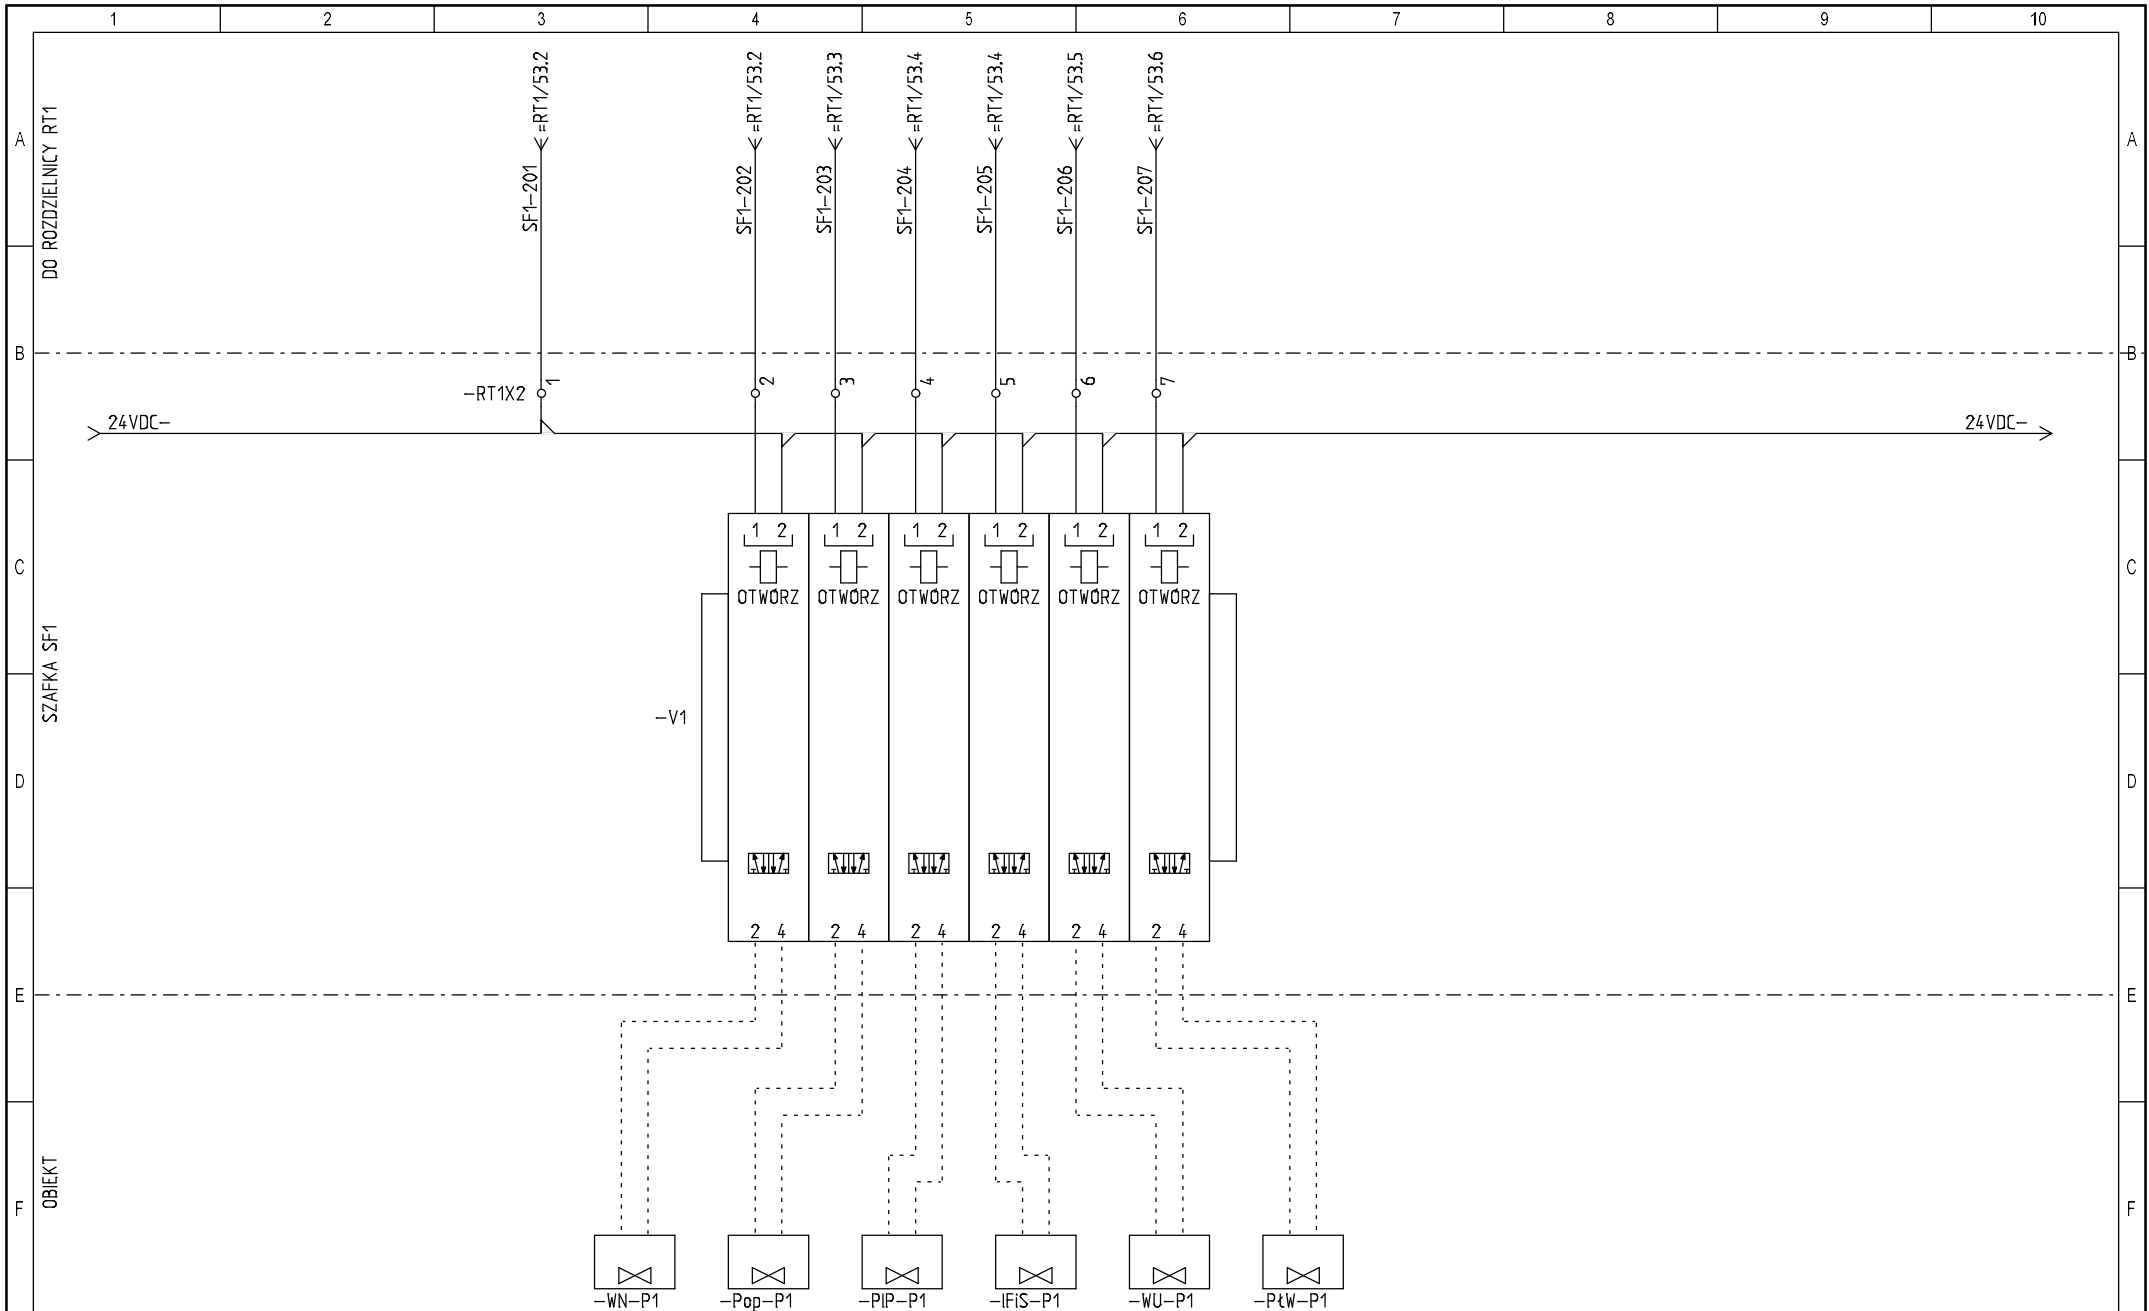 1 2 3 4 5 6 7 8 9 10
=RT1/53.2 =RT1/53.2 =RT1/53.3 =RT1/53.4 =RT1/53.4 =RT1/53.5 =RT1/53.6
A DO ROZDZIELNICY RT1 A
SF1-201 SF1-202 SF1-203 SF1-204 SF1-205 SF1-206 SF1-207
B B
-RT1X2 1 2 3 4 5 6 7
24VDC- 24VDC-
1 2 1 2 1 2 1 2 1 2 1 2
C C
OTWÓRZ OTWÓRZ OTWÓRZ OTWÓRZ OTWÓRZ OTWÓRZ
SZAFKA SF1
-V1
D D
2 4 2 4 2 4 2 4 2 4 2 4
E E
OBIEKT
F F
-WN-P1 -Pop-P1 -PIP-P1 -IFiS-P1 -WU-P1 -PŁW-P1